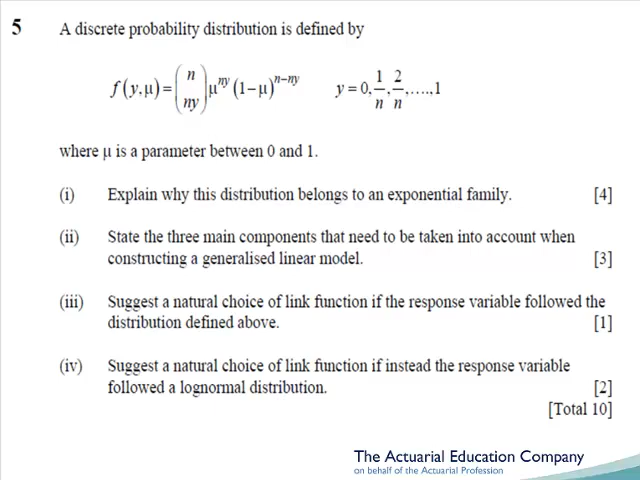 5 A discrete probability distribution is defined by
f(y,μ) = (n ny) μ^ny (1−μ)^n−ny y = 0, 1/n, 2/n, ...., 1
where μ is a parameter between 0 and 1.
(i) Explain why this distribution belongs to an exponential family. [4]
(ii) State the three main components that need to be taken into account when
constructing a generalised linear model. [3]
(iii) Suggest a natural choice of link function if the response variable followed the
distribution defined above. [1]
(iv) Suggest a natural choice of link function if instead the response variable
followed a lognormal distribution. [2]
[Total 10]
The Actuarial Education Company
on behalf of the Actuarial Profession